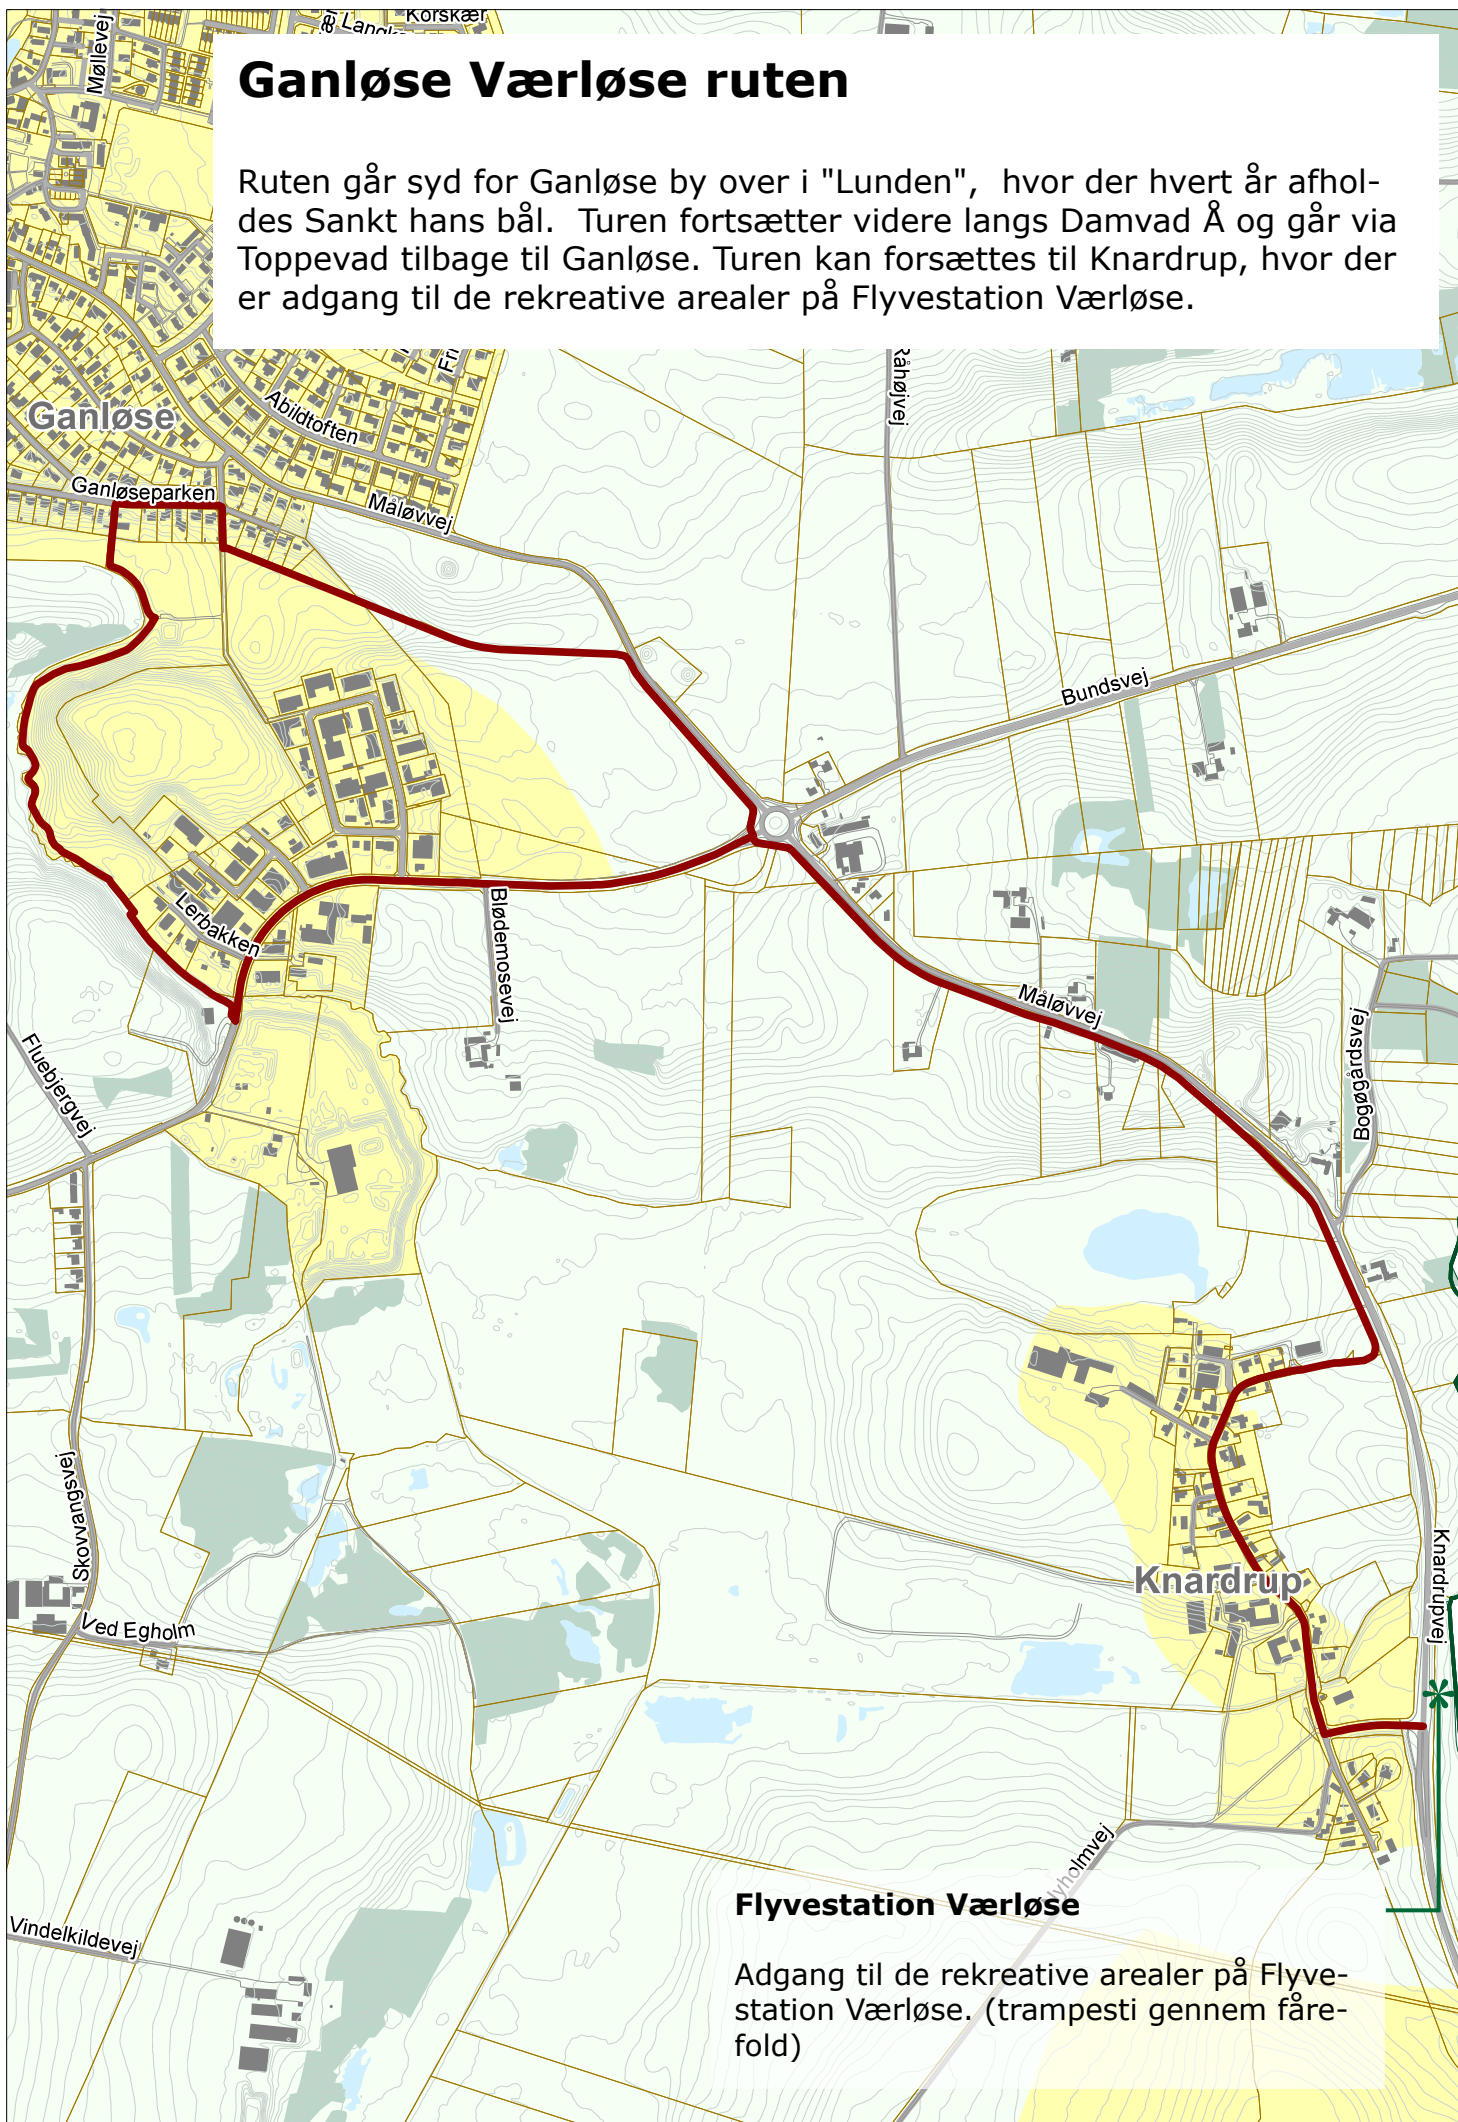 Korskær
Møllevej
Ganløse Værløse ruten
Ruten går syd for Ganløse by over i "Lunden", hvor der hvert år afhol-
des Sankt hans bål. Turen fortsætter videre langs Damvad Å og går via
Toppevad tilbage til Ganløse. Turen kan forsættes til Knardrup, hvor der
er adgang til de rekreative arealer på Flyvestation Værløse.
Råhøjvej
Ganløse
Abildtoften
Ganløseparken
Måløvvej
Bundsvej
Lerbakken
Blødemosevej
Måløvvej
Fluebjergvej
Bogøgårdsvej
Skovvangsvej
Knardrupvej
Knardrup
Ved Egholm
Flyvestation Værløse
Vindelkildevej
Adgang til de rekreative arealer på Flyve-
station Værløse. (trampesti gennem fåre-
fold)